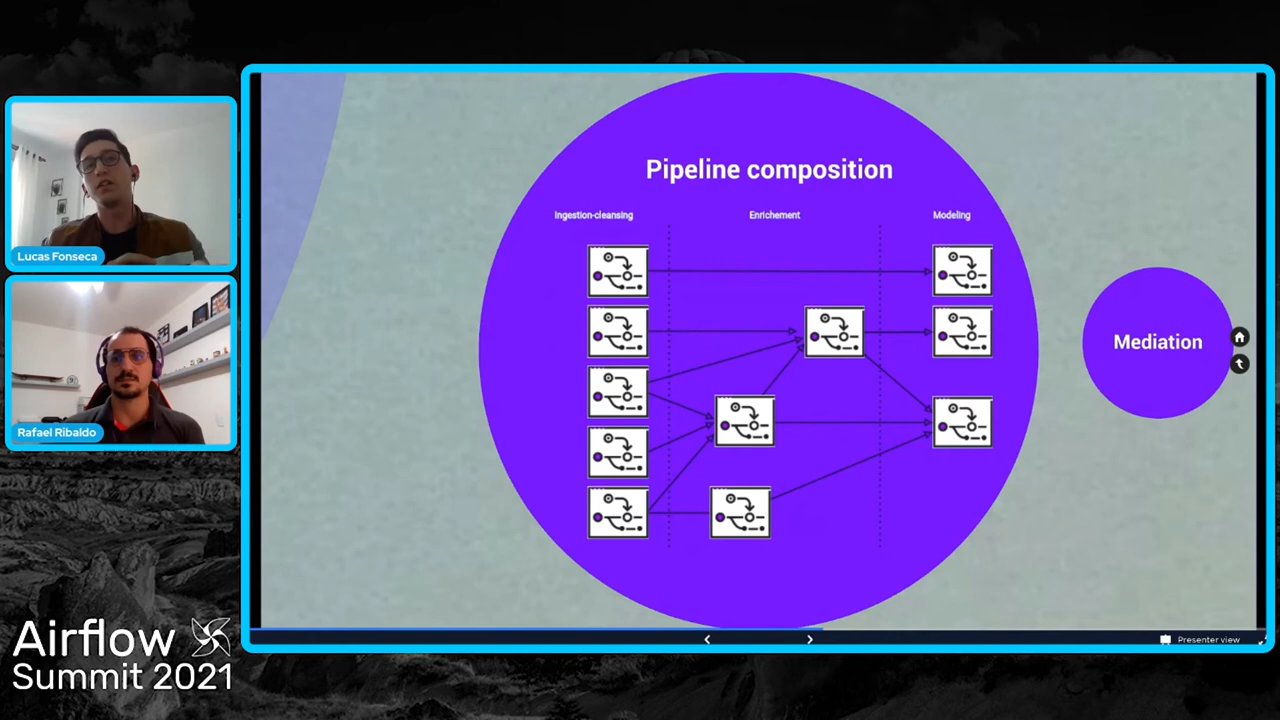 Lucas Fonseca
Rafael Ribaldo
Airflow
Summit 2021
Pipeline composition
Ingestion-cleansing
Enrichement
Modeling
Mediation
Presenter view